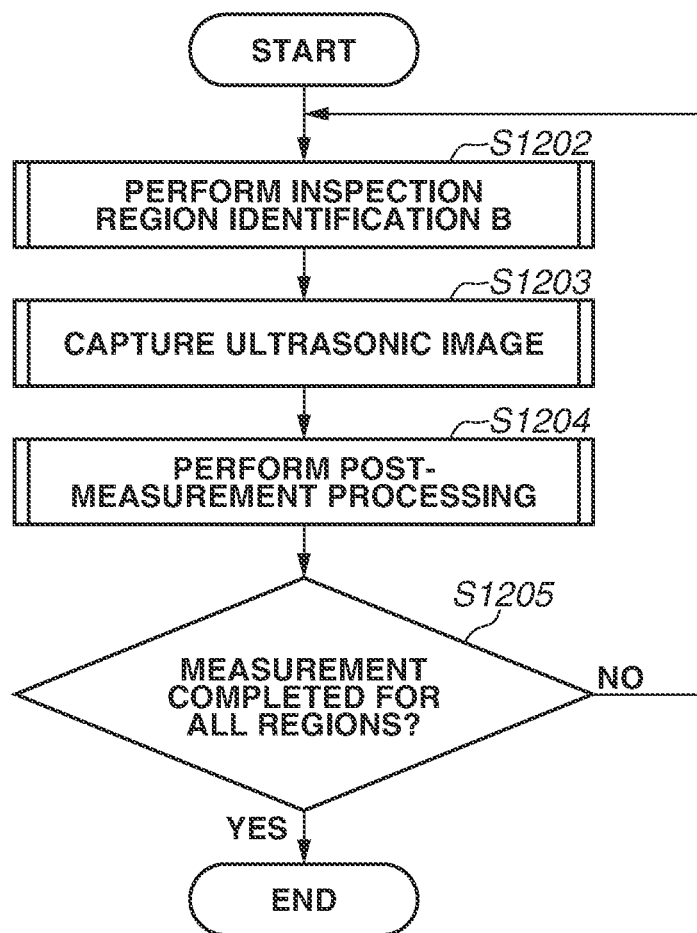 START
S1202
PERFORM INSPECTION
REGION IDENTIFICATION B
S1203
CAPTURE ULTRASONIC IMAGE
S1204
PERFORM POST-
MEASUREMENT PROCESSING
S1205
MEASUREMENT
COMPLETED FOR
ALL REGIONS?
NO
YES
END